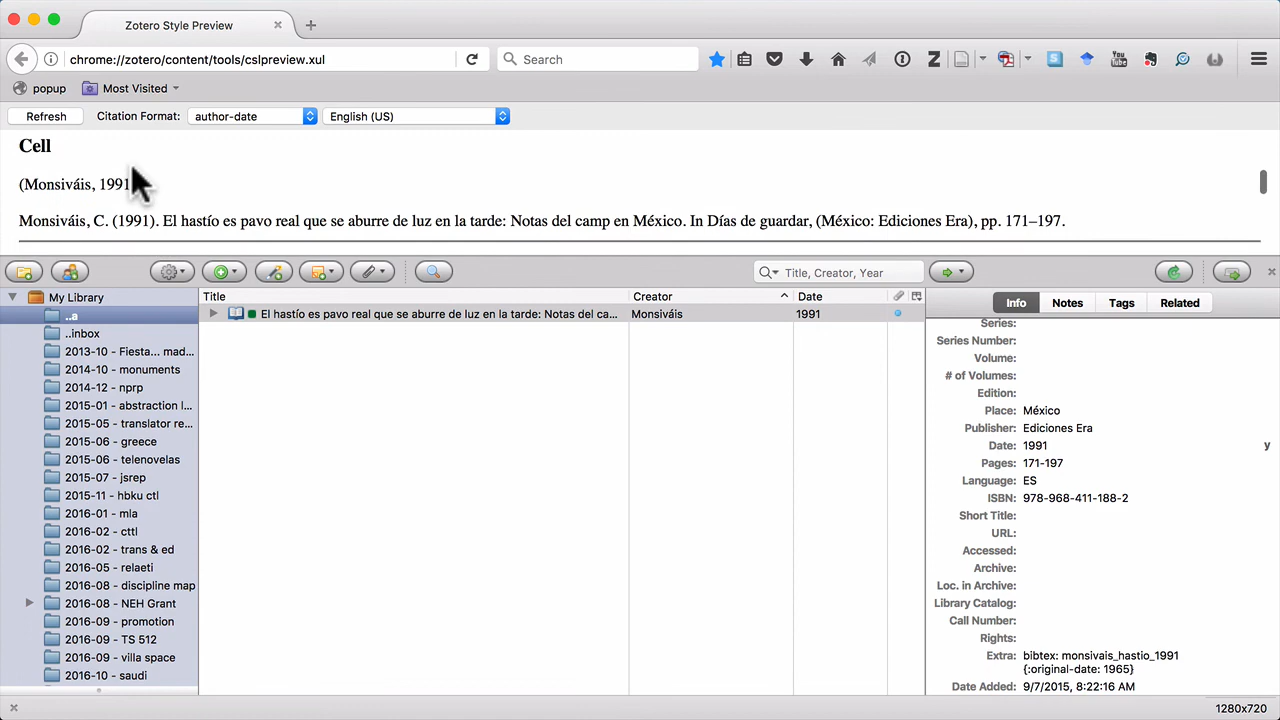 Zotero Style Preview
chrome://zotero/content/tools/cslpreview.xul
Search
popup
Most Visited
Refresh
Citation Format:
author-date
English (US)
Cell
(Monsiváis, 1991
Monsiváis, C. (1991). El hastío es pavo real que se aburre de luz en la tarde: Notas del camp en México. In Días de guardar, (México: Ediciones Era), pp. 171–197.
Title, Creator, Year
My Library
..a
..inbox
2013-10 - Fiesta... mad...
2014-10 - monuments
2014-12 - nprp
2015-01 - abstraction l...
2015-05 - translator re...
2015-06 - greece
2015-06 - telenovelas
2015-07 - jsrep
2015-11 - hbku ctl
2016-01 - mla
2016-02 - cttl
2016-02 - trans & ed
2016-05 - relaeti
2016-08 - discipline map
2016-08 - NEH Grant
2016-09 - promotion
2016-09 - TS 512
2016-09 - villa space
2016-10 - saudi
Title
Creator
Date
El hastío es pavo real que se aburre de luz en la tarde: Notas del ca...
Monsiváis
1991
Info
Notes
Tags
Related
Series:
Series Number:
Volume:
# of Volumes:
Edition:
Place: México
Publisher: Ediciones Era
Date: 1991 y
Pages: 171-197
Language: ES
ISBN: 978-968-411-188-2
Short Title:
URL:
Accessed:
Archive:
Loc. in Archive:
Library Catalog:
Call Number:
Rights:
Extra: bibtex: monsivais_hastio_1991
{:original-date: 1965}
Date Added: 9/7/2015, 8:22:16 AM
1280x720